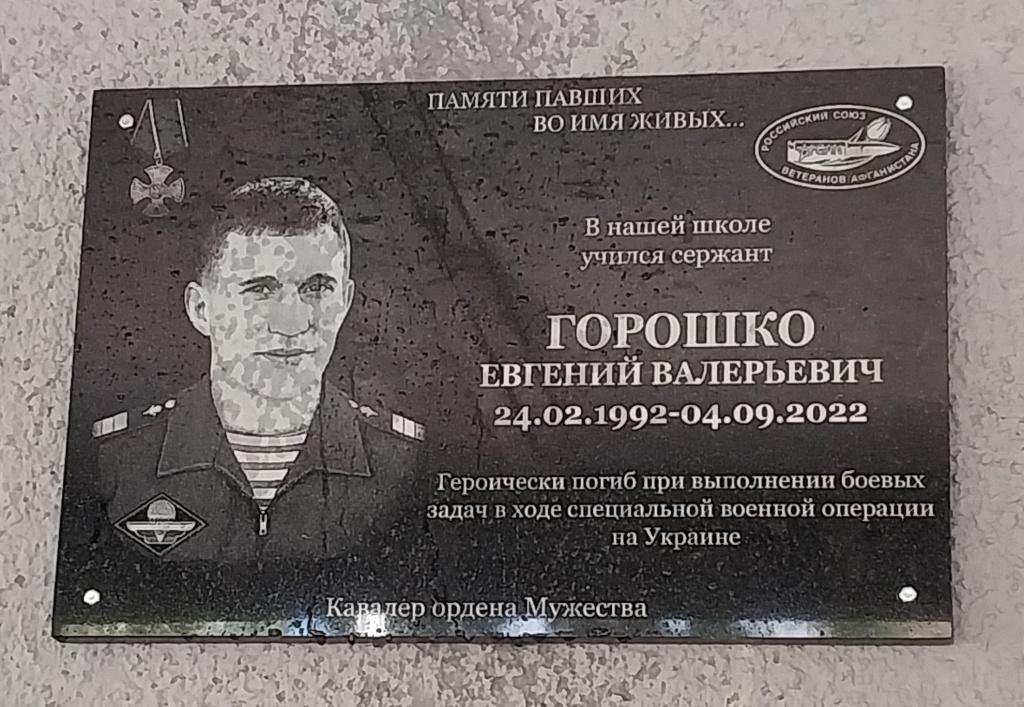 ПАМЯТИ ПАВШИХ
ВО ИМЯ ЖИВЫХ...
РОССИЙСКИЙ СОЮЗ
ВЕТЕРАНОВ АФГАНИСТАНА
В нашей школе
учился сержант
ГОРОШКО
ЕВГЕНИЙ ВАЛЕРЬЕВИЧ
24.02.1992-04.09.2022
Героически погиб при выполнении боевых
задач в ходе специальной военной операции
на Украине
Кавалер ордена Мужества